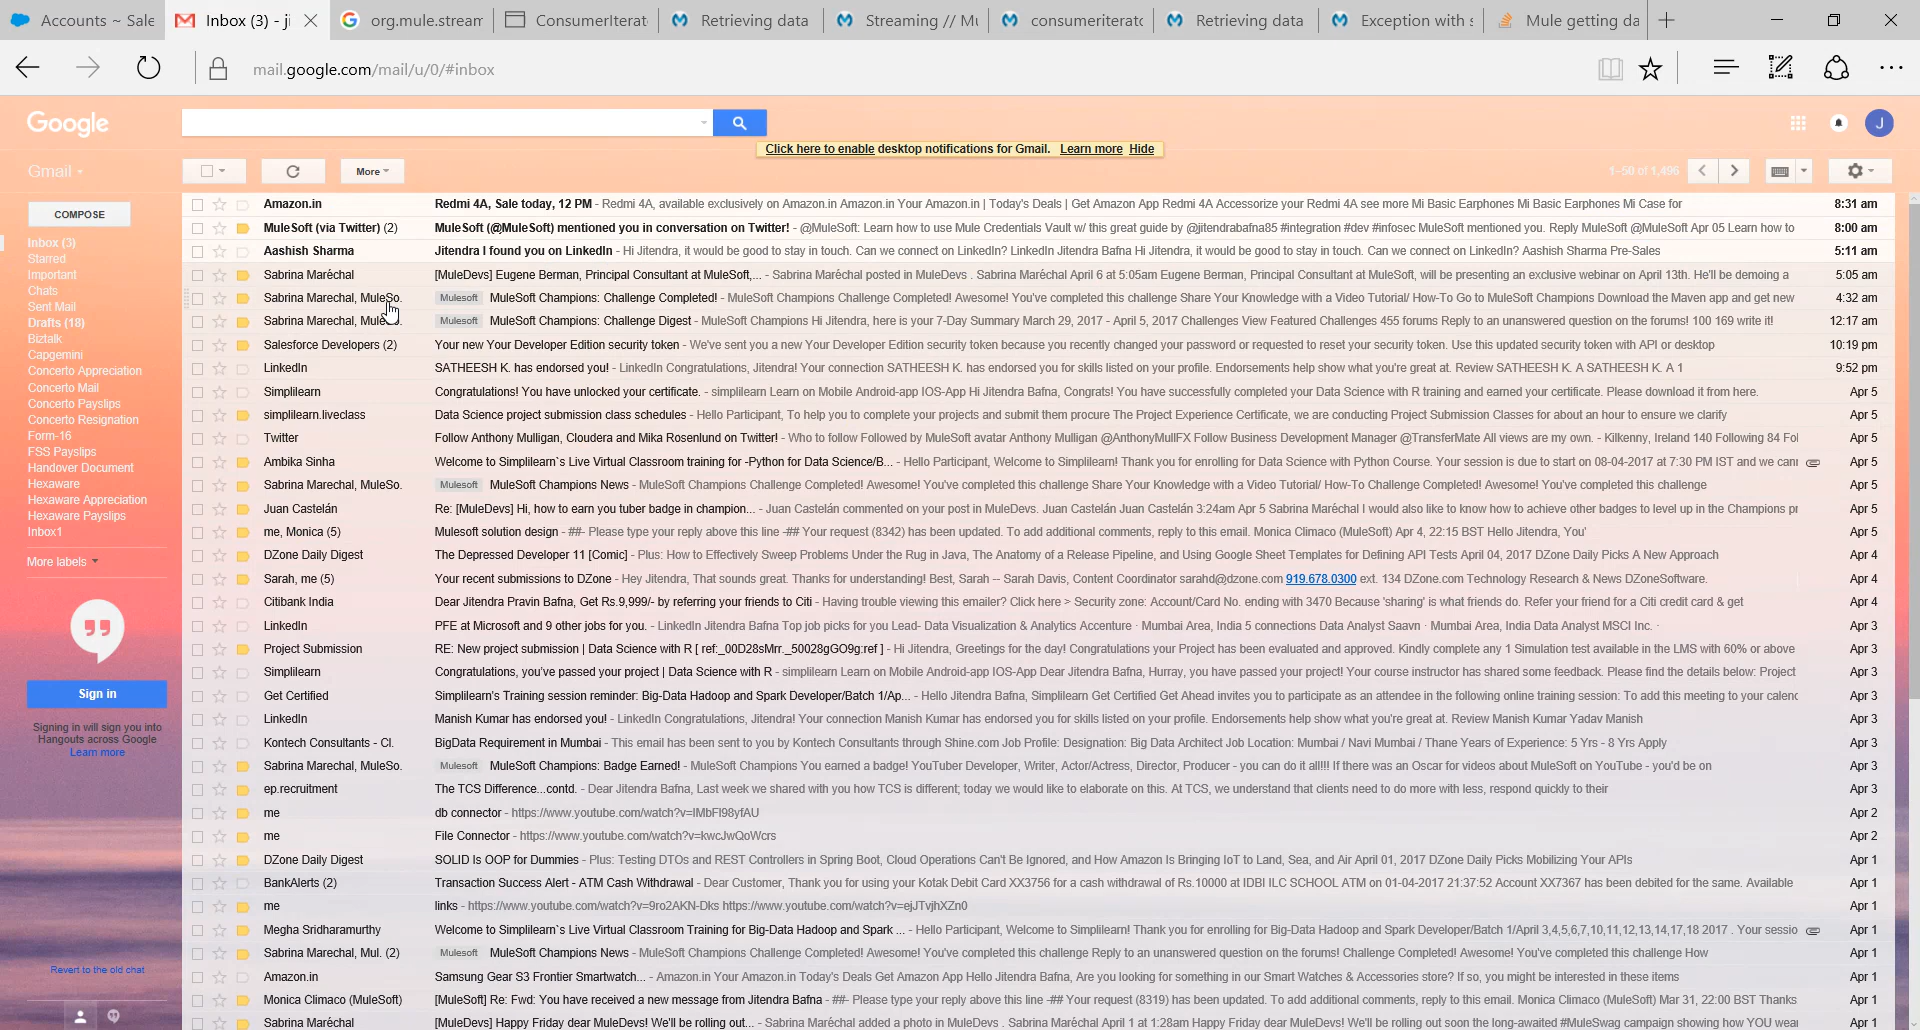 Accounts ~ Sale
Inbox (3) - ji
org.mule.stream
ConsumerIterat
Retrieving data
Streaming // Mu
consumeriterato
Retrieving data
Exception with s
Mule getting da
mail.google.com/mail/u/0/#inbox
Google
Click here to enable desktop notifications for Gmail. Learn more Hide
J
Gmail
More
1–50 of 1,496
COMPOSE
Inbox (3)
Starred
Important
Chats
Sent Mail
Drafts (18)
Biztalk
Capgemini
Concerto Appreciation
Concerto Mail
Concerto Payslips
Concerto Resignation
Form-16
FSS Payslips
Handover Document
Hexaware
Hexaware Appreciation
Hexaware Payslips
Inbox1
More labels
Sign in
Signing in will sign you into
Hangouts across Google
Learn more
Revert to the old chat
Amazon.in Redmi 4A, Sale today, 12 PM - Redmi 4A, available exclusively on Amazon.in Amazon.in Your Amazon.in | Today's Deals | Get Amazon App Redmi 4A Accessorize your Redmi 4A see more Mi Basic Earphones Mi Basic Earphones Mi Case for 8:31 am
MuleSoft (via Twitter) (2) MuleSoft (@MuleSoft) mentioned you in conversation on Twitter! - @MuleSoft: Learn how to use Mule Credentials Vault w/ this great guide by @jitendrabafna85 #integration #dev #infosec MuleSoft mentioned you. Reply MuleSoft @MuleSoft Apr 05 Learn how to 8:00 am
Aashish Sharma Jitendra I found you on LinkedIn - Hi Jitendra, it would be good to stay in touch. Can we connect on LinkedIn? LinkedIn Jitendra Bafna Hi Jitendra, it would be good to stay in touch. Can we connect on LinkedIn? Aashish Sharma Pre-Sales 5:11 am
Sabrina Maréchal [MuleDevs] Eugene Berman, Principal Consultant at MuleSoft,... - Sabrina Maréchal posted in MuleDevs . Sabrina Maréchal April 6 at 5:05am Eugene Berman, Principal Consultant at MuleSoft, will be presenting an exclusive webinar on April 13th. He'll be demoing a 5:05 am
Sabrina Marechal, MuleSo. Mulesoft MuleSoft Champions: Challenge Completed! - MuleSoft Champions Challenge Completed! Awesome! You've completed this challenge Share Your Knowledge with a Video Tutorial/ How-To Go to MuleSoft Champions Download the Maven app and get new 4:32 am
Sabrina Marechal, Mulesoft MuleSoft Champions: Challenge Digest - MuleSoft Champions Hi Jitendra, here is your 7-Day Summary March 29, 2017 - April 5, 2017 Challenges View Featured Challenges 455 forums Reply to an unanswered question on the forums! 100 169 write it! 12:17 am
Salesforce Developers (2) Your new Your Developer Edition security token - We've sent you a new Your Developer Edition security token because you recently changed your password or requested to reset your security token. Use this updated security token with API or desktop 10:19 pm
LinkedIn SATHEESH K. has endorsed you! - LinkedIn Congratulations, Jitendra! Your connection SATHEESH K. has endorsed you for skills listed on your profile. Endorsements help show what you're great at. Review SATHEESH K. A SATHEESH K. A 1 9:52 pm
Simplilearn Congratulations! You have unlocked your certificate. - simplilearn Learn on Mobile Android-app IOS-App Hi Jitendra Bafna, Congrats! You have successfully completed your Data Science with R training and earned your certificate. Please download it from here. Apr 5
simplilearn.liveclass Data Science project submission class schedules - Hello Participant, To help you to complete your projects and submit them procure The Project Experience Certificate, we are conducting Project Submission Classes for about an hour to ensure we clarify Apr 5
Twitter Follow Anthony Mulligan, Cloudera and Mika Rosenlund on Twitter! - Who to follow Followed by MuleSoft avatar Anthony Mulligan @AnthonyMullFX Follow Business Development Manager @TransferMate All views are my own. - Kilkenny, Ireland 140 Following 84 Fol Apr 5
Ambika Sinha Welcome to Simplilearn`s Live Virtual Classroom training for -Python for Data Science/B... - Hello Participant, Welcome to Simplilearn! Thank you for enrolling for Data Science with Python Course. Your session is due to start on 08-04-2017 at 7:30 PM IST and we cann Apr 5
Sabrina Marechal, MuleSo. Mulesoft MuleSoft Champions News - MuleSoft Champions Challenge Completed! Awesome! You've completed this challenge Share Your Knowledge with a Video Tutorial/ How-To Challenge Completed! Awesome! You've completed this challenge Apr 5
Juan Castelán Re: [MuleDevs] Hi, how to earn you tuber badge in champion... - Juan Castelán commented on your post in MuleDevs. Juan Castelán Juan Castelán 3:24am Apr 5 Sabrina Maréchal I would also like to know how to achieve other badges to level up in the Champions pr Apr 5
me, Monica (5) Mulesoft solution design - ##- Please type your reply above this line -## Your request (8342) has been updated. To add additional comments, reply to this email. Monica Climaco (MuleSoft) Apr 4, 22:15 BST Hello Jitendra, You' Apr 5
DZone Daily Digest The Depressed Developer 11 [Comic] - Plus: How to Effectively Sweep Problems Under the Rug in Java, The Anatomy of a Release Pipeline, and Using Google Sheet Templates for Defining API Tests April 04, 2017 DZone Daily Picks A New Approach Apr 4
Sarah, me (5) Your recent submissions to DZone - Hey Jitendra, That sounds great. Thanks for understanding! Best, Sarah -- Sarah Davis, Content Coordinator sarahd@dzone.com 919.678.0300 ext. 134 DZone.com Technology Research & News DZoneSoftware. Apr 4
Citibank India Dear Jitendra Pravin Bafna, Get Rs.9,999/- by referring your friends to Citi - Having trouble viewing this emailer? Click here > Security zone: Account/Card No. ending with 3470 Because 'sharing' is what friends do. Refer your friend for a Citi credit card & get Apr 4
LinkedIn PFE at Microsoft and 9 other jobs for you. - LinkedIn Jitendra Bafna Top job picks for you Lead- Data Visualization & Analytics Accenture · Mumbai Area, India 5 connections Data Analyst Saavn · Mumbai Area, India Data Analyst MSCI Inc. · Apr 3
Project Submission RE: New project submission | Data Science with R [ ref:_00D28sMrr._50028gGO9g:ref ] - Hi Jitendra, Greetings for the day! Congratulations your Project has been evaluated and approved. Kindly complete any 1 Simulation test available in the LMS with 60% or above Apr 3
Simplilearn Congratulations, you've passed your project | Data Science with R - simplilearn Learn on Mobile Android-app IOS-App Dear Jitendra Bafna, Hurray, you have passed your project! Your course instructor has shared some feedback. Please find the details below: Project Apr 3
Get Certified Simplilearn's Training session reminder: Big-Data Hadoop and Spark Developer/Batch 1/Ap... - Hello Jitendra Bafna, Simplilearn Get Certified Get Ahead invites you to participate as an attendee in the following online training session: To add this meeting to your calenc Apr 3
LinkedIn Manish Kumar has endorsed you! - LinkedIn Congratulations, Jitendra! Your connection Manish Kumar has endorsed you for skills listed on your profile. Endorsements help show what you're great at. Review Manish Kumar Yadav Manish Apr 3
Kontech Consultants - Cl. BigData Requirement in Mumbai - This email has been sent to you by Kontech Consultants through Shine.com Job Profile: Designation: Big Data Architect Job Location: Mumbai / Navi Mumbai / Thane Years of Experience: 5 Yrs - 8 Yrs Apply Apr 3
Sabrina Marechal, MuleSo. Mulesoft MuleSoft Champions: Badge Earned! - MuleSoft Champions You earned a badge! YouTuber Developer, Writer, Actor/Actress, Director, Producer - you can do it all!!! If there was an Oscar for videos about MuleSoft on YouTube - you'd be on Apr 3
ep.recruitment The TCS Difference...contd. - Dear Jitendra Bafna, Last week we shared with you how TCS is different; today we would like to elaborate on this. At TCS, we understand that clients need to do more with less, respond quickly to their Apr 3
me db connector - https://www.youtube.com/watch?v=IMbFI98yfAU Apr 2
me File Connector - https://www.youtube.com/watch?v=kwcJwQoWcrs Apr 2
DZone Daily Digest SOLID Is OOP for Dummies - Plus: Testing DTOs and REST Controllers in Spring Boot, Cloud Operations Can't Be Ignored, and How Amazon Is Bringing IoT to Land, Sea, and Air April 01, 2017 DZone Daily Picks Mobilizing Your APIs Apr 1
BankAlerts (2) Transaction Success Alert - ATM Cash Withdrawal - Dear Customer, Thank you for using your Kotak Debit Card XX3756 for a cash withdrawal of Rs.10000 at IDBI ILC SCHOOL ATM on 01-04-2017 21:37:52 Account XX7367 has been debited for the same. Available Apr 1
me links - https://www.youtube.com/watch?v=9ro2AKN-Dks https://www.youtube.com/watch?v=ejJTvjhXZn0 Apr 1
Megha Sridharamurthy Welcome to Simplilearn`s Live Virtual Classroom Training for Big-Data Hadoop and Spark ... - Hello Participant, Welcome to Simplilearn! Thank you for enrolling for Big-Data Hadoop and Spark Developer/Batch 1/April 3,4,5,6,7,10,11,12,13,14,17,18 2017 . Your sessio Apr 1
Sabrina Marechal, Mul. (2) Mulesoft MuleSoft Champions News - MuleSoft Champions Challenge Completed! Awesome! You've completed this challenge Reply to an unanswered question on the forums! Challenge Completed! Awesome! You've completed this challenge How Apr 1
Amazon.in Samsung Gear S3 Frontier Smartwatch... - Amazon.in Your Amazon.in Today's Deals Get Amazon App Hello Jitendra Bafna, Are you looking for something in our Smart Watches & Accessories store? If so, you might be interested in these items Apr 1
Monica Climaco (MuleSoft) [MuleSoft] Re: Fwd: You have received a new message from Jitendra Bafna - ##- Please type your reply above this line -## Your request (8319) has been updated. To add additional comments, reply to this email. Monica Climaco (MuleSoft) Mar 31, 22:00 BST Thanks Apr 1
Sabrina Maréchal [MuleDevs] Happy Friday dear MuleDevs! We'll be rolling out... - Sabrina Maréchal added a photo in MuleDevs . Sabrina Maréchal April 1 at 1:28am Happy Friday dear MuleDevs! We'll be rolling out soon the long-awaited #MuleSwag campaign showing how YOU wear Apr 1